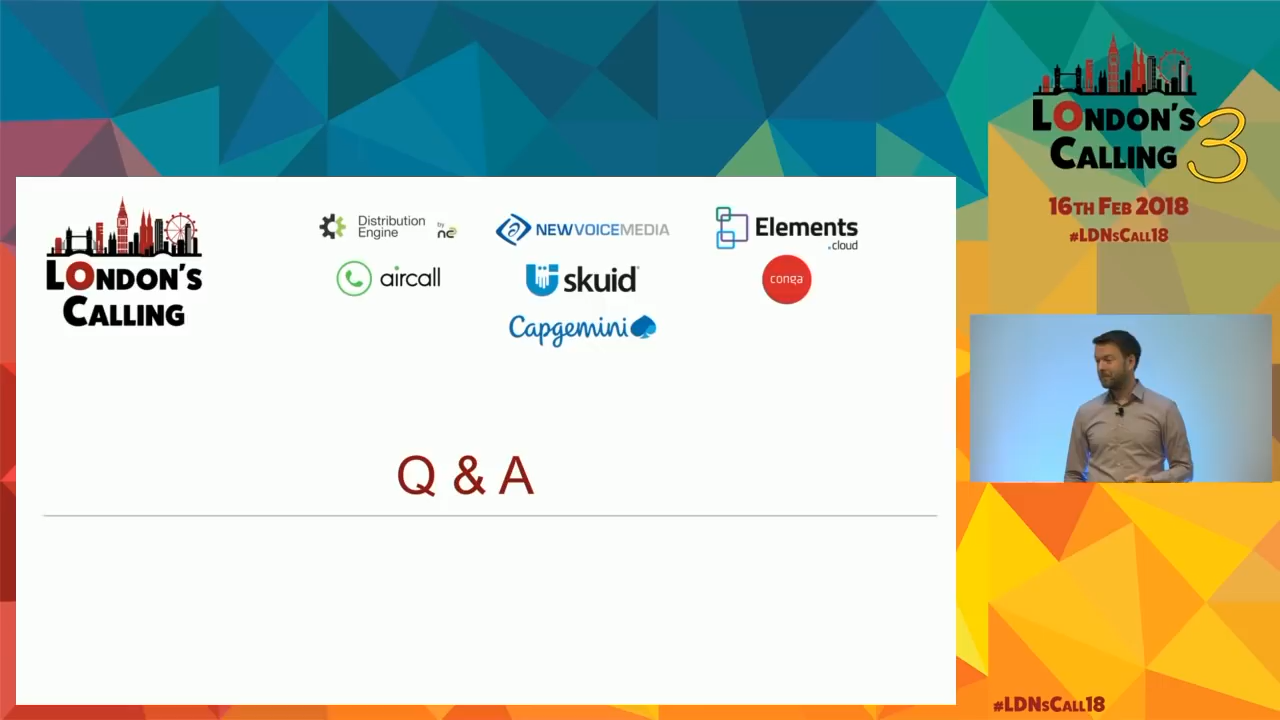 LONDON'S
CALLING
Distribution
Engine
by
NC
NEWVOICEMEDIA
Elements
.cloud
aircall
skuid
conga
Capgemini
Q & A
LONDON'S
CALLING 3
16TH FEB 2018
#LDNSCALL18
#LDNSCALL18